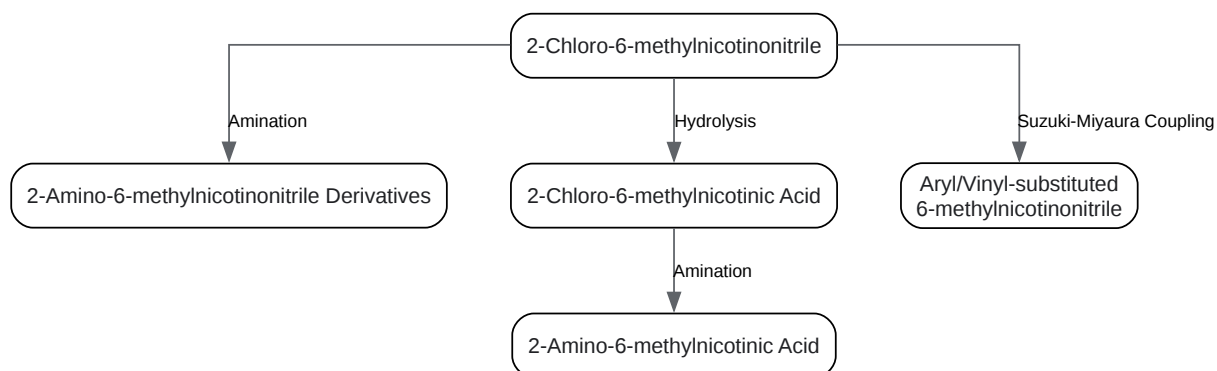 2-Chloro-6-methylnicotinonitrile
Amination
Hydrolysis
Suzuki-Miyaura Coupling
2-Amino-6-methylnicotinonitrile Derivatives
2-Chloro-6-methylnicotinic Acid
Aryl/Vinyl-substituted
6-methylnicotinonitrile
Amination
2-Amino-6-methylnicotinic Acid